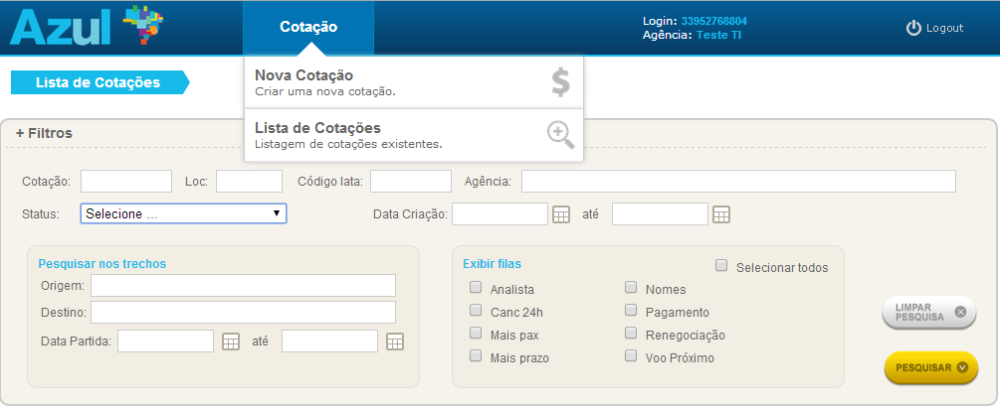 Azul
Cotação
Login: 33952768804
Agência: Teste TI
Logout
Lista de Cotações
Nova Cotação
Criar uma nova cotação.
$
Lista de Cotações
Listagem de cotações existentes.
+ Filtros
Cotação: Loc: Código Iata: Agência:
Status: Selecione ... Data Criação: até
Pesquisar nos trechos
Origem:
Destino:
Data Partida: até
Exibir filas
Selecionar todos
Analista Nomes
Canc 24h Pagamento
Mais pax Renegociação
Mais prazo Voo Próximo
LIMPAR
PESQUISA
PESQUISAR